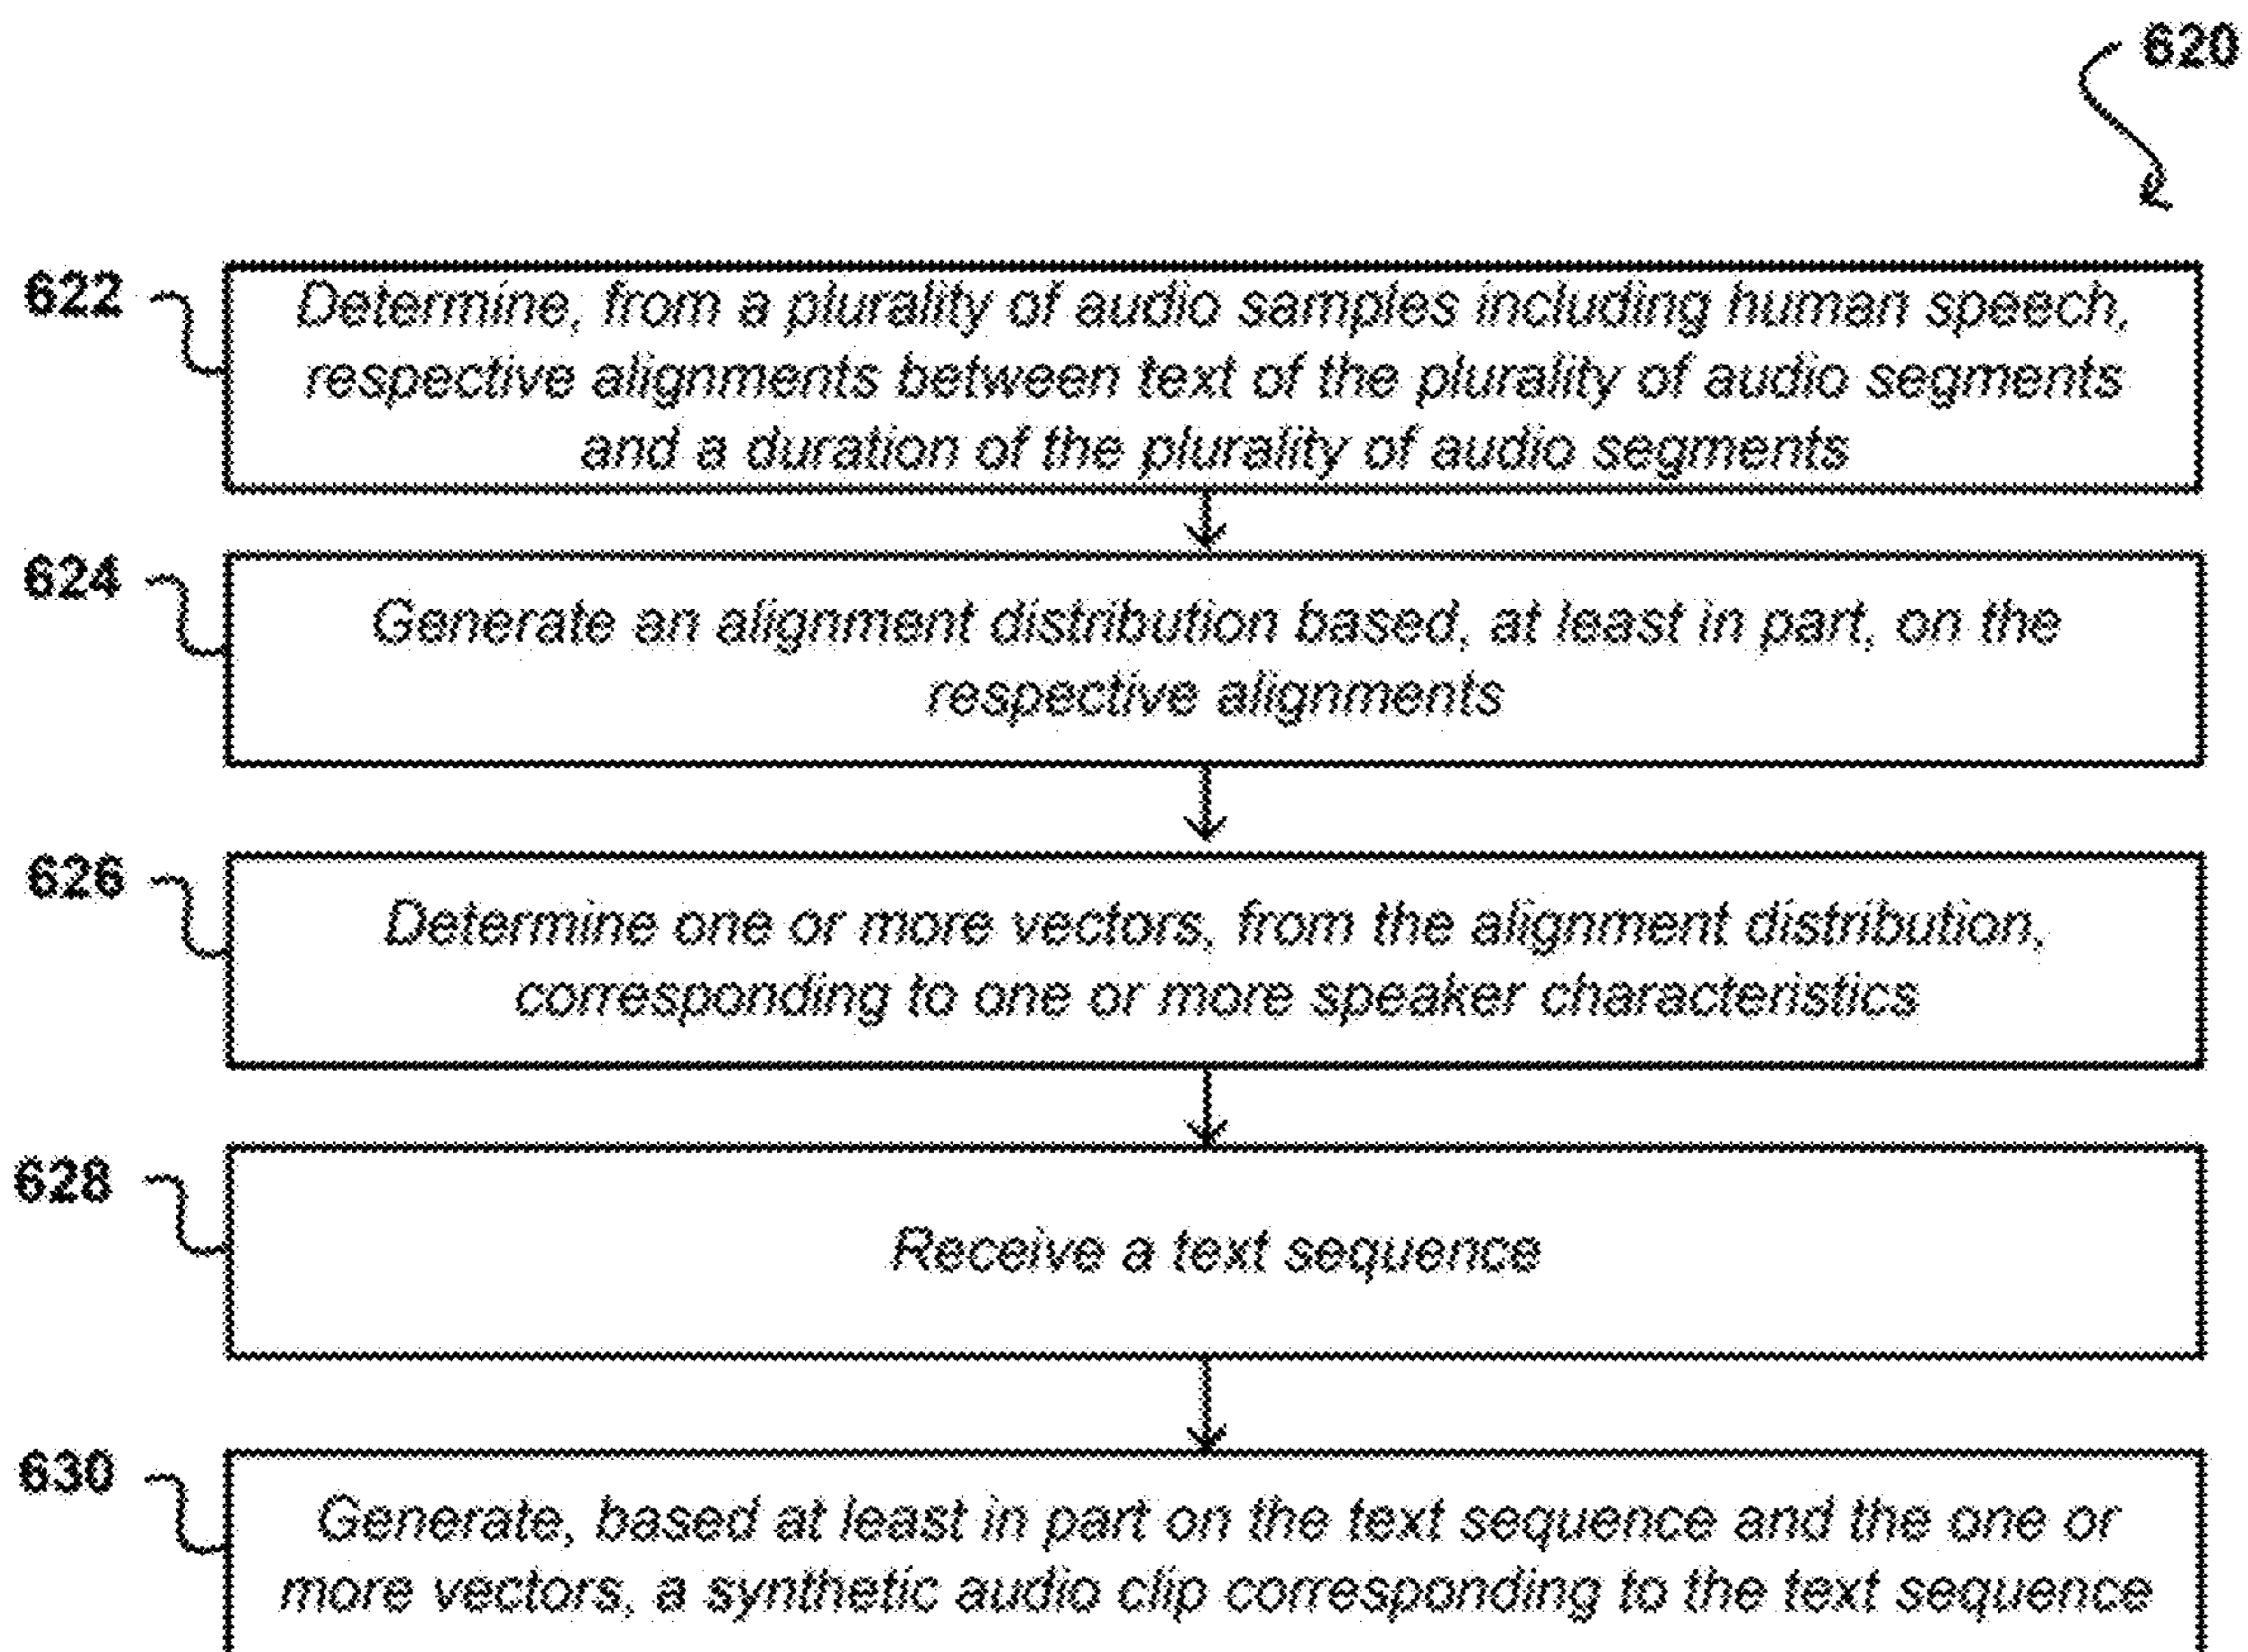 620
622
Determine, from a plurality of audio samples including human speech,
respective alignments between text of the plurality of audio segments
and a duration of the plurality of audio segments
624
Generate an alignment distribution based, at least in part, on the
respective alignments
626
Determine one or more vectors, from the alignment distribution,
corresponding to one or more speaker characteristics
628
Receive a text sequence
630
Generate, based at least in part on the text sequence and the one or
more vectors, a synthetic audio clip corresponding to the text sequence